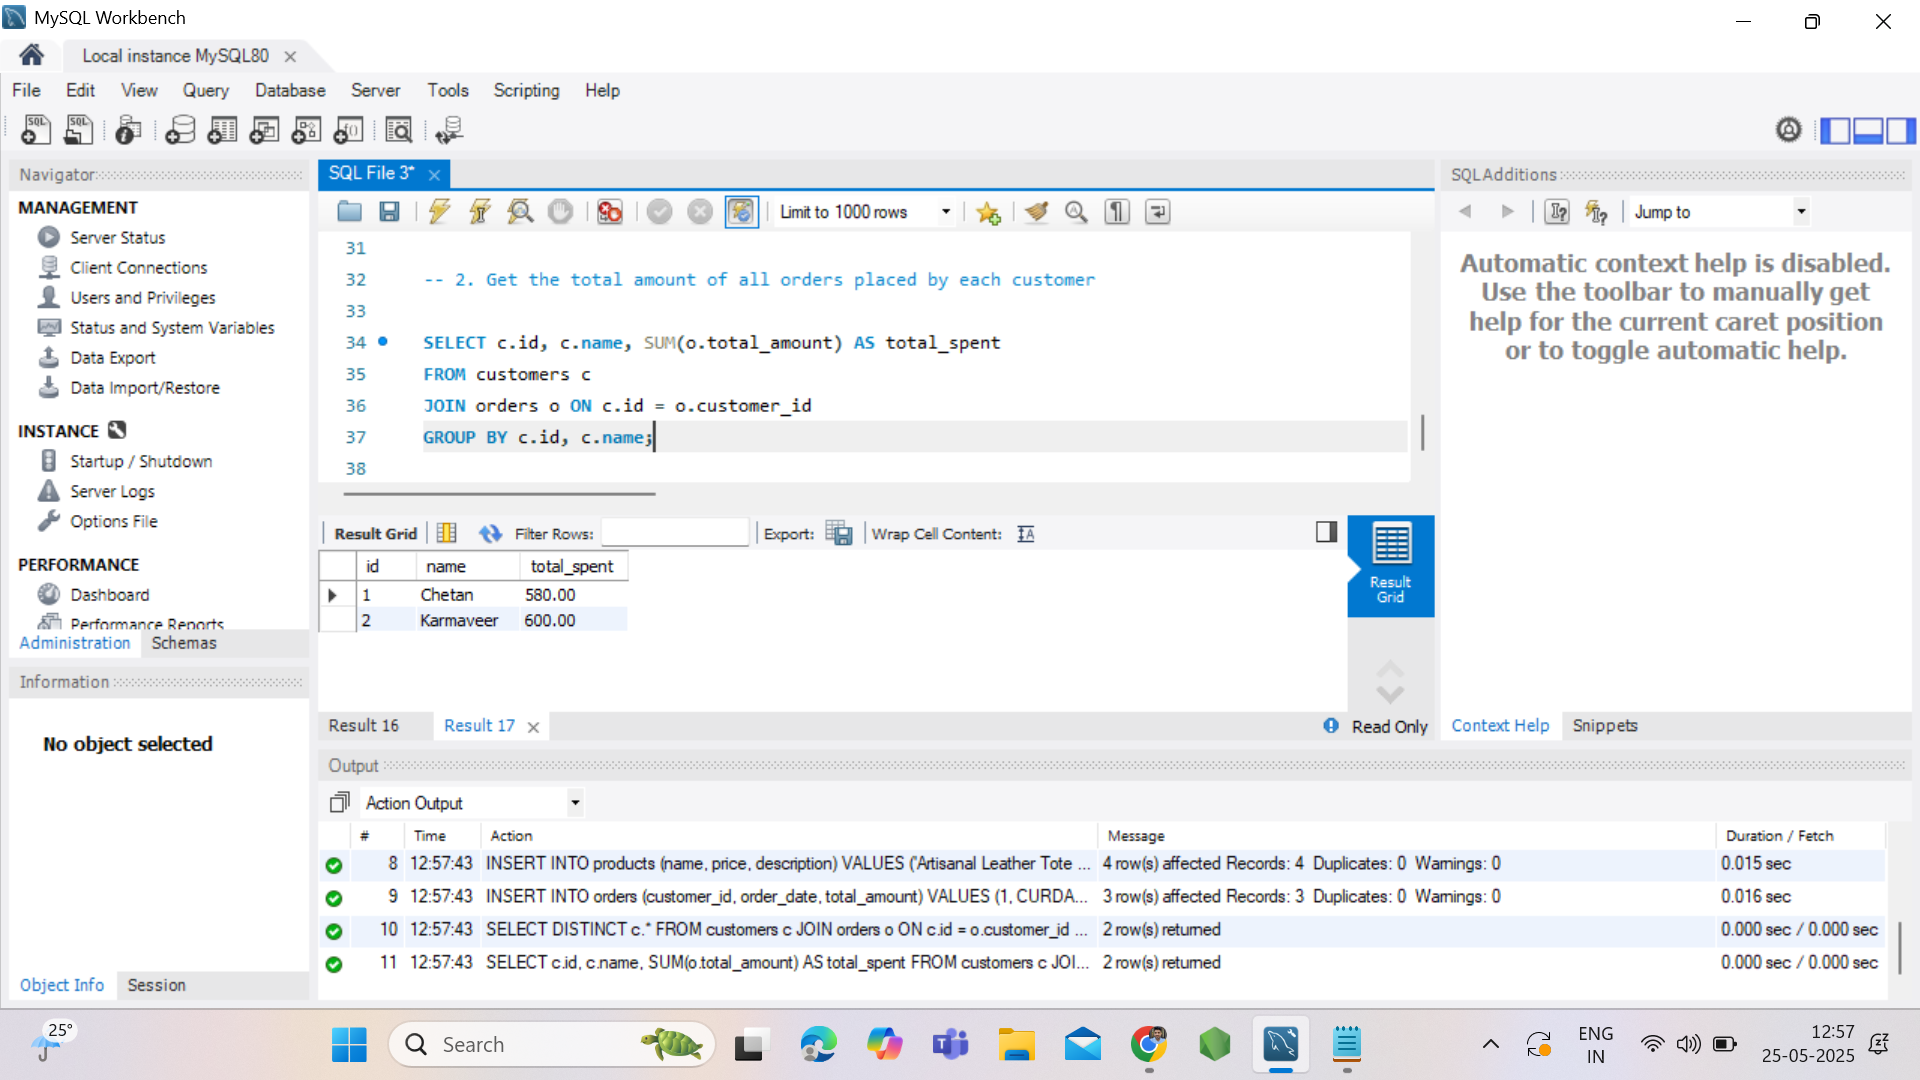 MySQL Workbench
Local instance MySQL80
File Edit View Query Database Server Tools Scripting Help
Navigator
MANAGEMENT
Server Status
Client Connections
Users and Privileges
Status and System Variables
Data Export
Data Import/Restore
INSTANCE
Startup / Shutdown
Server Logs
Options File
PERFORMANCE
Dashboard
Performance Reports
Administration Schemas
Information
No object selected
Object Info Session
SQL File 3*
Limit to 1000 rows
31
32 -- 2. Get the total amount of all orders placed by each customer
33
34 SELECT c.id, c.name, SUM(o.total_amount) AS total_spent
35 FROM customers c
36 JOIN orders o ON c.id = o.customer_id
37 GROUP BY c.id, c.name;
38
Result Grid Filter Rows: Export: Wrap Cell Content:
id name total_spent
1 Chetan 580.00
2 Karmaveer 600.00
Result
Grid
Result 16 Result 17 Read Only
SQLAdditions
Jump to
Automatic context help is disabled.
Use the toolbar to manually get
help for the current caret position
or to toggle automatic help.
Context Help Snippets
Output
Action Output
# Time Action Message Duration / Fetch
8 12:57:43 INSERT INTO products (name, price, description) VALUES ('Artisanal Leather Tote ... 4 row(s) affected Records: 4 Duplicates: 0 Warnings: 0 0.015 sec
9 12:57:43 INSERT INTO orders (customer_id, order_date, total_amount) VALUES (1, CURDA... 3 row(s) affected Records: 3 Duplicates: 0 Warnings: 0 0.016 sec
10 12:57:43 SELECT DISTINCT c.* FROM customers c JOIN orders o ON c.id = o.customer_id ... 2 row(s) returned 0.000 sec / 0.000 sec
11 12:57:43 SELECT c.id, c.name, SUM(o.total_amount) AS total_spent FROM customers c JOI... 2 row(s) returned 0.000 sec / 0.000 sec
25°
Search
ENG
IN
12:57
25-05-2025